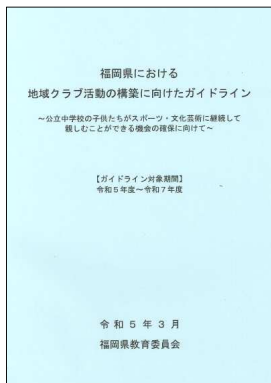 福岡県における
地域クラブ活動の構築に向けたガイドライン
～公立中学校の子供たちがスポーツ・文化芸術に継続して
親しむことができる機会の確保に向けて～
【ガイドライン対象期間】
令和５年度～令和７年度
令和５年３月
福岡県教育委員会